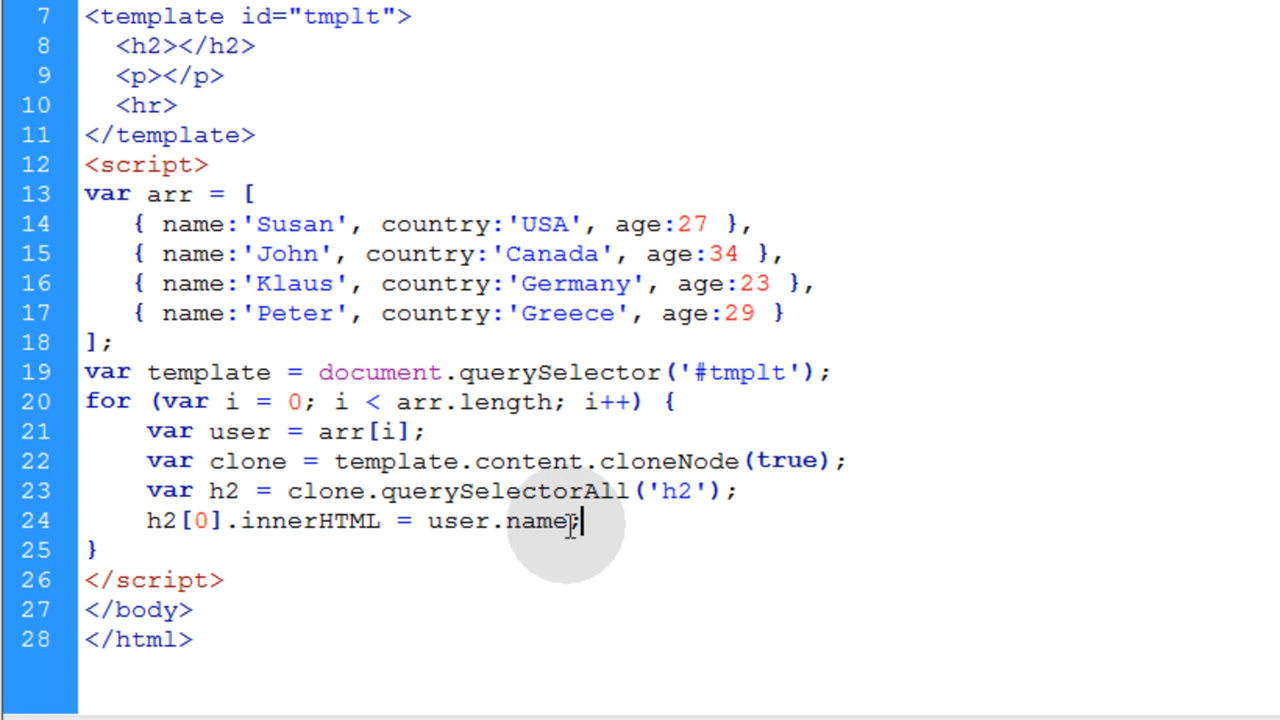 7 <template id="tmplt">
8   <h2></h2>
9   <p></p>
10   <hr>
11 </template>
12 <script>
13 var arr = [
14    { name:'Susan', country:'USA', age:27 },
15    { name:'John', country:'Canada', age:34 },
16    { name:'Klaus', country:'Germany', age:23 },
17    { name:'Peter', country:'Greece', age:29 }
18 ];
19 var template = document.querySelector('#tmplt');
20 for (var i = 0; i < arr.length; i++) {
21     var user = arr[i];
22     var clone = template.content.cloneNode(true);
23     var h2 = clone.querySelectorAll('h2');
24     h2[0].innerHTML = user.name;
25 }
26 </script>
27 </body>
28 </html>